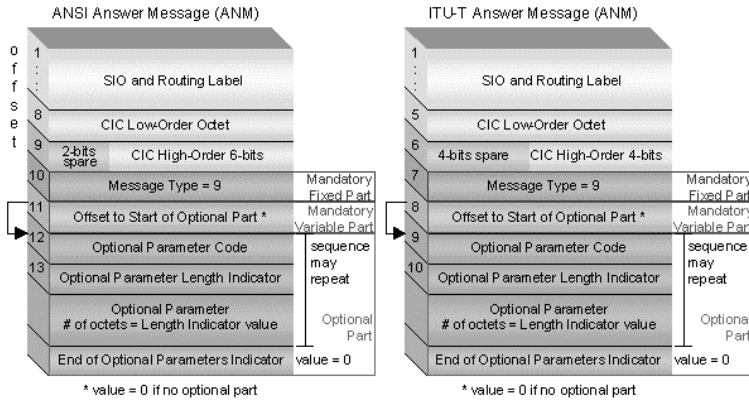 ANSI Answer Message (ANM)
offset
1
SIO and Routing Label
8
CIC Low-Order Octet
9
2-bits spare
CIC High-Order 6-bits
10
Message Type = 9
Mandatory Fixed Part
11
Offset to Start of Optional Part *
Mandatory Variable Part
12
Optional Parameter Code
sequence may repeat
13
Optional Parameter Length Indicator
Optional Parameter
# of octets = Length Indicator value
Optional Part
End of Optional Parameters Indicator
value = 0
* value = 0 if no optional part
ITU-T Answer Message (ANM)
1
SIO and Routing Label
5
CIC Low-Order Octet
6
4-bits spare
CIC High-Order 4-bits
7
Message Type = 9
Mandatory Fixed Part
8
Offset to Start of Optional Part *
Mandatory Variable Part
9
Optional Parameter Code
sequence may repeat
10
Optional Parameter Length Indicator
Optional Parameter
# of octets = Length Indicator value
Optional Part
End of Optional Parameters Indicator
value = 0
* value = 0 if no optional part